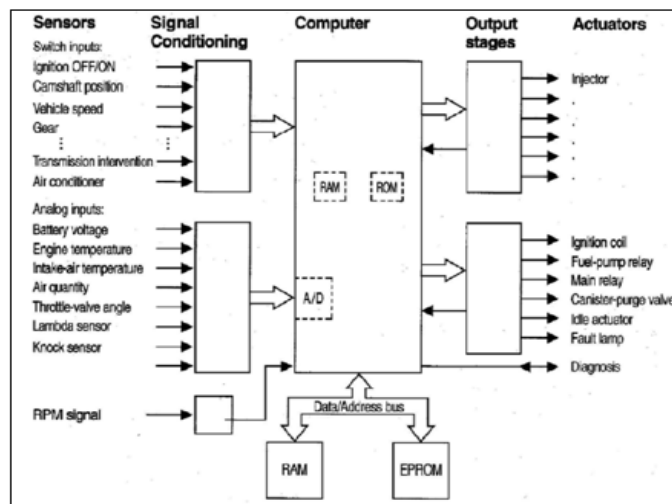 Sensors
Signal
Conditioning
Computer
Output
stages
Actuators
Switch inputs:
Ignition OFF/ON
Camshaft position
Vehicle speed
Gear
Transmission intervention
Air conditioner
Injector
RAM
ROM
Analog inputs:
Battery voltage
Engine temperature
Intake-air temperature
Air quantity
Throttle-valve angle
Lambda sensor
Knock sensor
A/D
Ignition coil
Fuel-pump relay
Main relay
Canister-purge valve
Idle actuator
Fault lamp
Diagnosis
RPM signal
Data/Address bus
RAM
EPROM